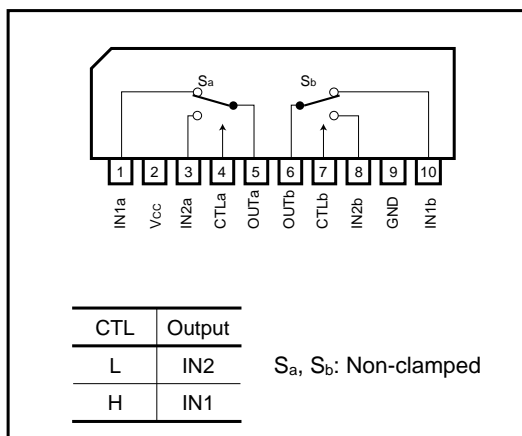 Sa Sb
1 2 3 4 5 6 7 8 9 10
IN1a Vcc IN2a CTLa OUTa OUTb CTLb IN2b GND IN1b
CTL Output
L IN2
H IN1
Sa, Sb: Non-clamped